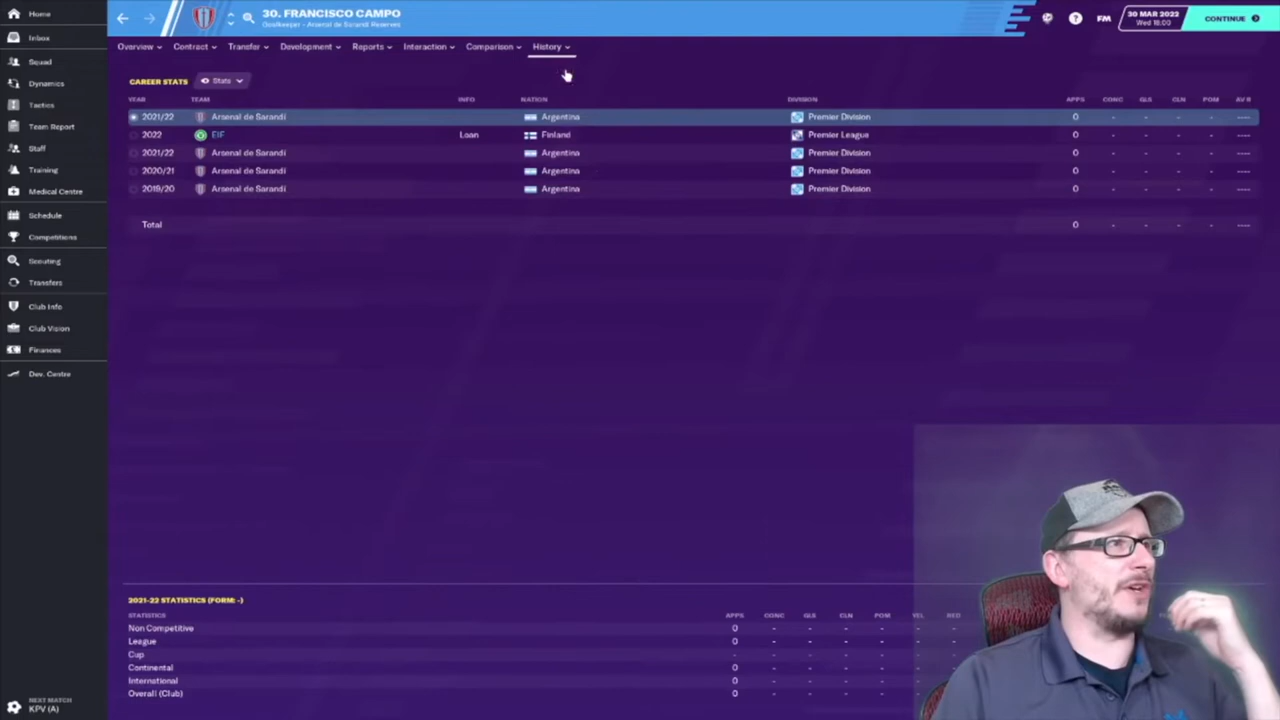 Home
Inbox
Squad
Dynamics
Tactics
Team Report
Staff
Training
Medical Centre
Schedule
Competitions
Scouting
Transfers
Club Info
Club Vision
Finances
Dev. Centre
NEXT MATCH
KPV (A)
30. FRANCISCO CAMPO
Goalkeeper - Arsenal de Sarandí Reserves
FM
30 MAR 2022
Wed 18:00
CONTINUE
Overview Contract Transfer Development Reports Interaction Comparison History
CAREER STATS Stats
YEAR TEAM INFO NATION DIVISION APPS CONC GLS CLN POM AV R
2021/22 Arsenal de Sarandí Argentina Premier Division 0 - - - - ----
2022 EIF Loan Finland Premier League 0 - - - - ----
2021/22 Arsenal de Sarandí Argentina Premier Division 0 - - - - ----
2020/21 Arsenal de Sarandí Argentina Premier Division 0 - - - - ----
2019/20 Arsenal de Sarandí Argentina Premier Division 0 - - - - ----
Total 0 - - - - ----
2021-22 STATISTICS (FORM: -)
STATISTICS APPS CONC GLS CLN POM YEL RED
Non Competitive 0 - - - - - -
League 0 - - - - - -
Cup - - - - - - -
Continental 0 - - - - -
International 0 - - - - -
Overall (Club) 0 - - - -